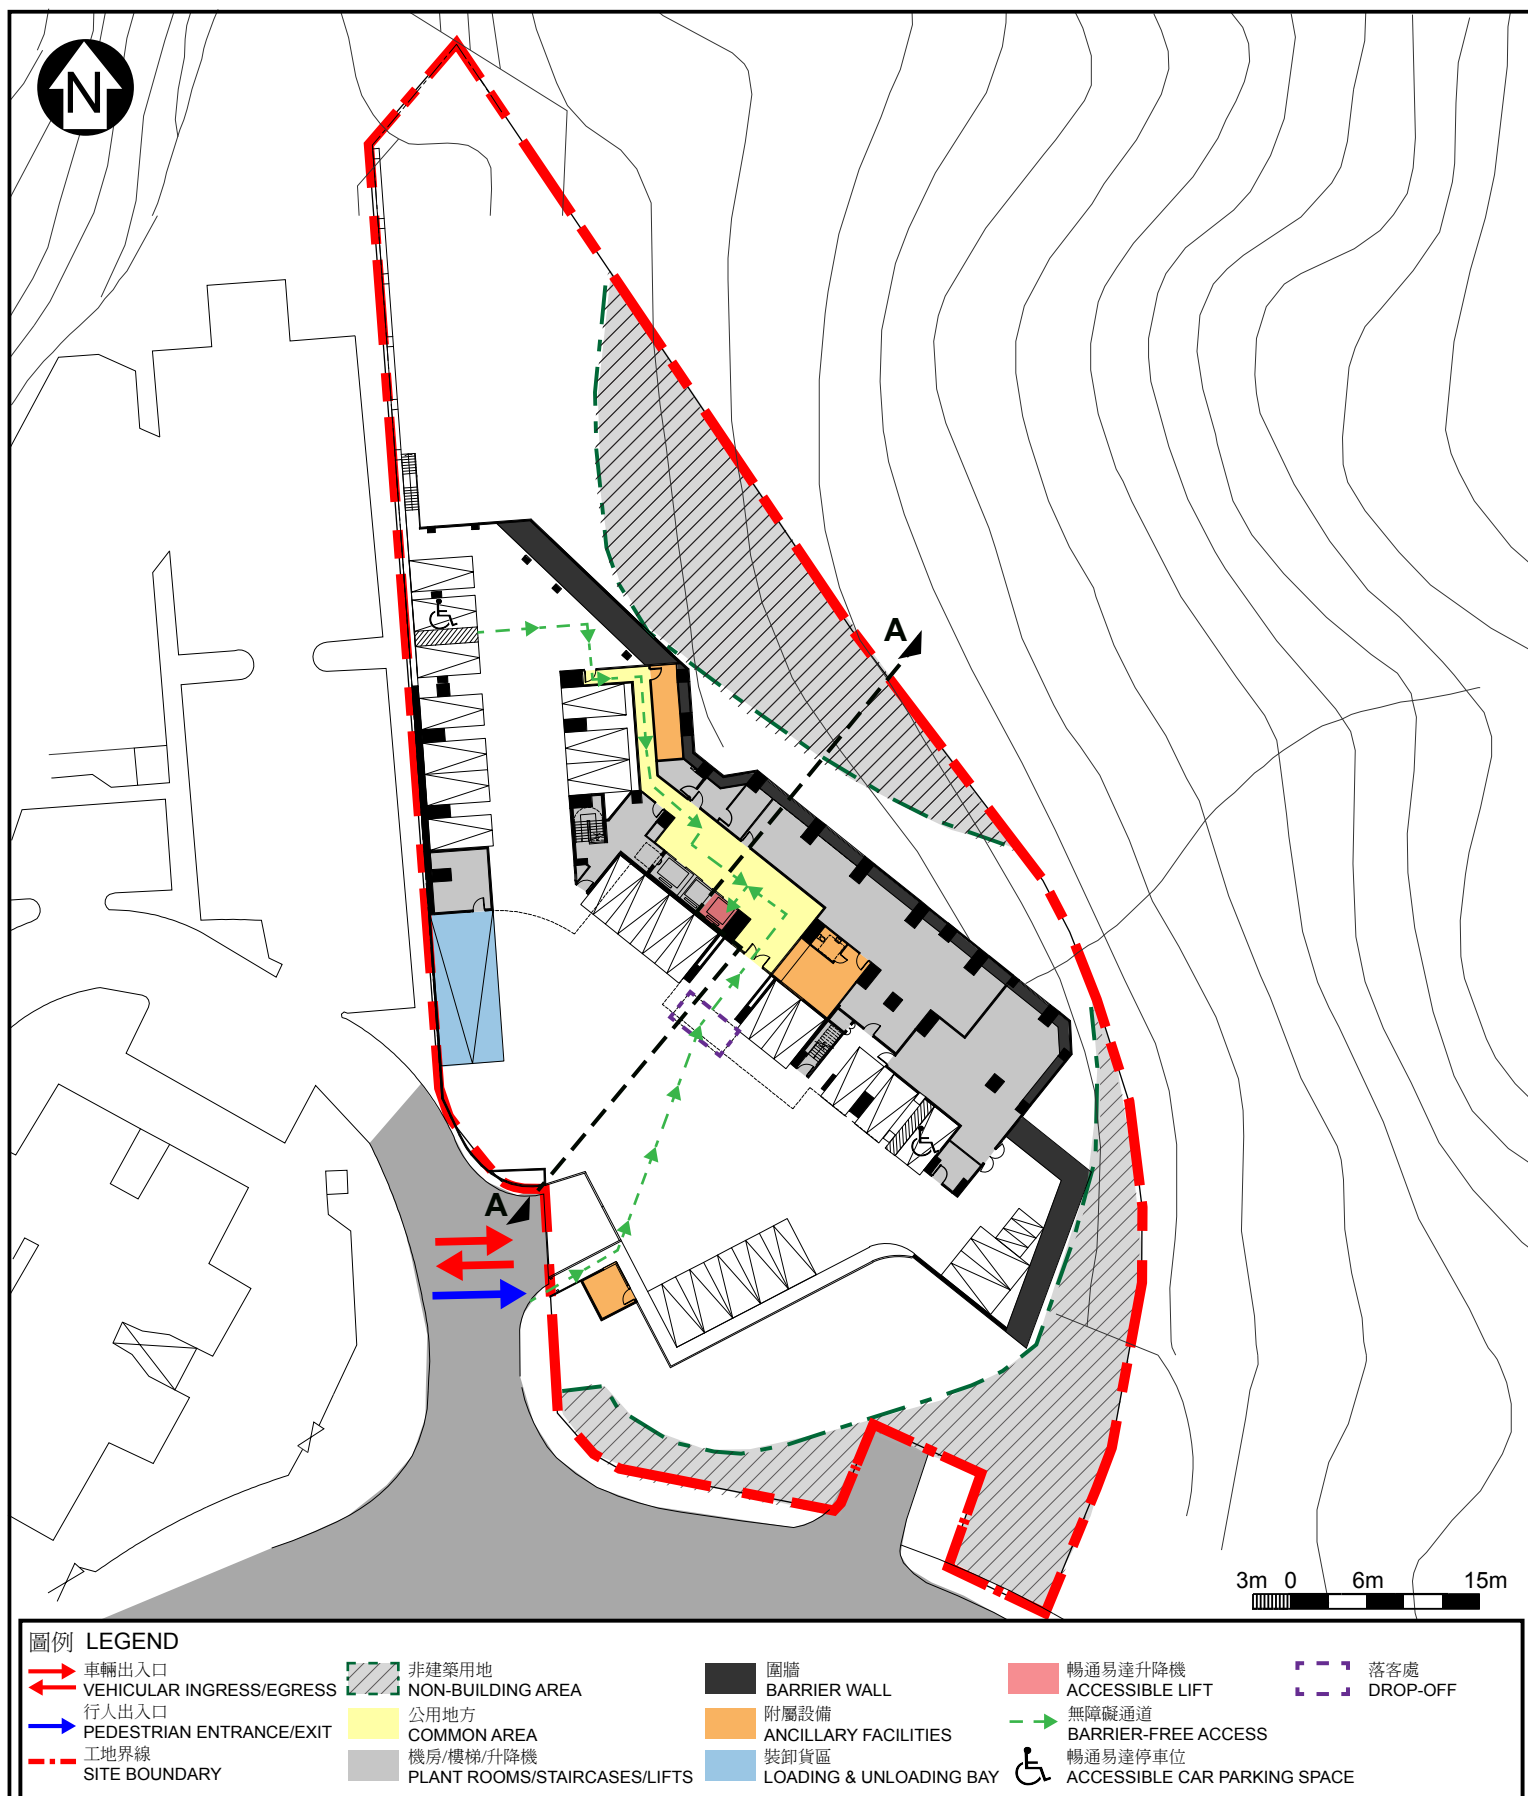 N
A
A
3m 0 6m 15m
圖例 LEGEND
車輛出入口
VEHICULAR INGRESS/EGRESS
行人出入口
PEDESTRIAN ENTRANCE/EXIT
工地界線
SITE BOUNDARY
非建築用地
NON-BUILDING AREA
公用地方
COMMON AREA
機房/樓梯/升降機
PLANT ROOMS/STAIRCASES/LIFTS
圍牆
BARRIER WALL
附屬設備
ANCILLARY FACILITIES
裝卸貨區
LOADING & UNLOADING BAY
暢通易達升降機
ACCESSIBLE LIFT
無障礙通道
BARRIER-FREE ACCESS
暢通易達停車位
ACCESSIBLE CAR PARKING SPACE
落客處
DROP-OFF